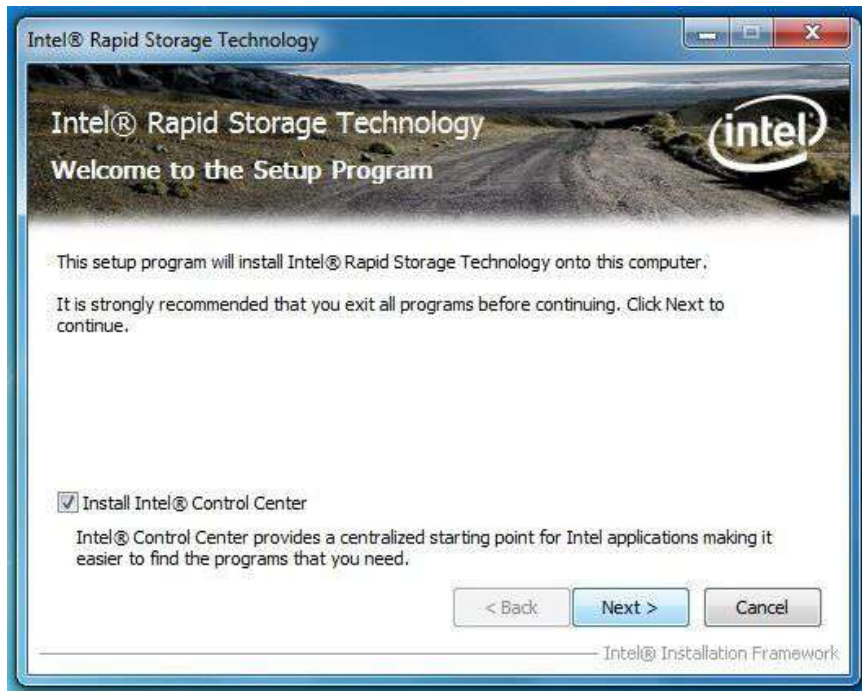 Intel® Rapid Storage Technology
Intel® Rapid Storage Technology
intel
Welcome to the Setup Program
This setup program will install Intel® Rapid Storage Technology onto this computer.
It is strongly recommended that you exit all programs before continuing. Click Next to
continue.
Install Intel® Control Center
Intel® Control Center provides a centralized starting point for Intel applications making it
easier to find the programs that you need.
< Back Next > Cancel
Intel® Installation Framework